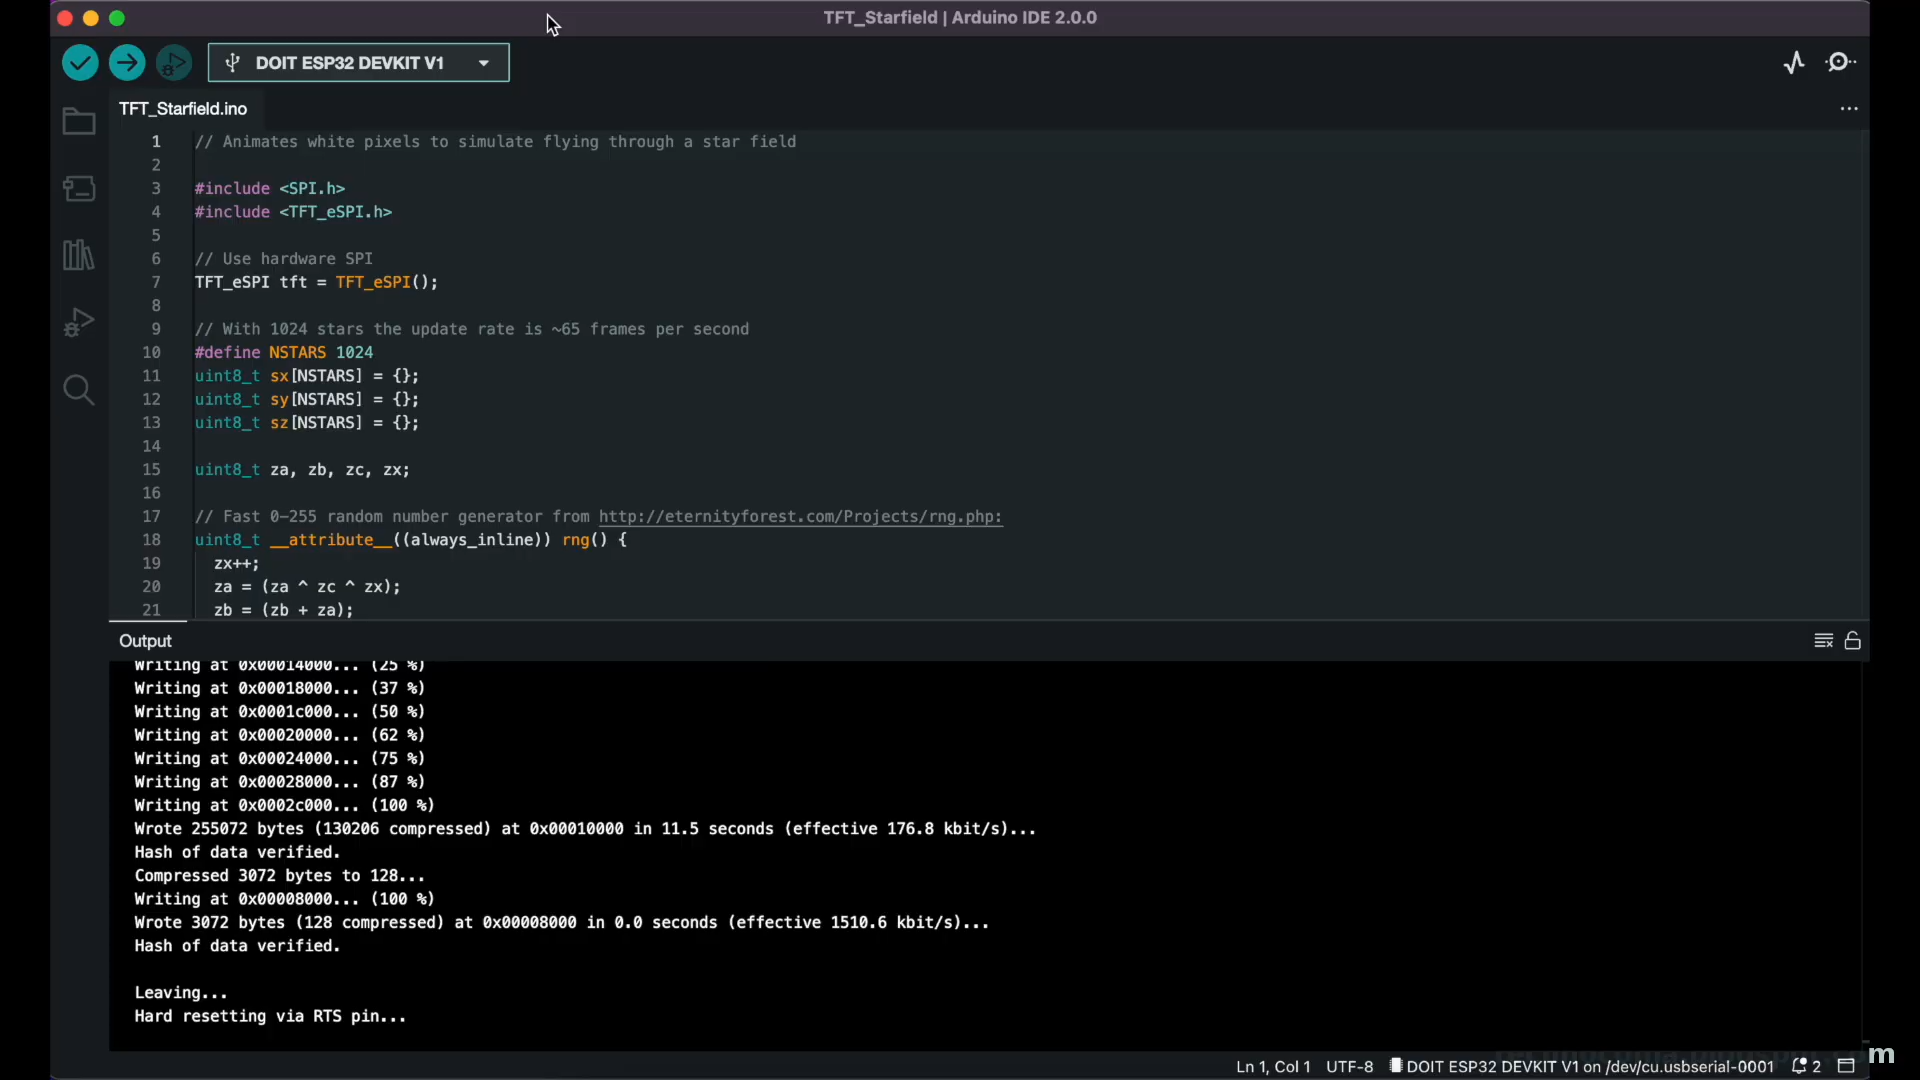 TFT_Starfield | Arduino IDE 2.0.0
DOIT ESP32 DEVKIT V1
TFT_Starfield.ino
1 // Animates white pixels to simulate flying through a star field
2
3 #include <SPI.h>
4 #include <TFT_eSPI.h>
5
6 // Use hardware SPI
7 TFT_eSPI tft = TFT_eSPI();
8
9 // With 1024 stars the update rate is ~65 frames per second
10 #define NSTARS 1024
11 uint8_t sx[NSTARS] = {};
12 uint8_t sy[NSTARS] = {};
13 uint8_t sz[NSTARS] = {};
14
15 uint8_t za, zb, zc, zx;
16
17 // Fast 0-255 random number generator from http://eternityforest.com/Projects/rng.php:
18 uint8_t __attribute__((always_inline)) rng() {
19 zx++;
20 za = (za ^ zc ^ zx);
21 zb = (zb + za);
Output
Writing at 0x00014000... (25 %)
Writing at 0x00018000... (37 %)
Writing at 0x0001c000... (50 %)
Writing at 0x00020000... (62 %)
Writing at 0x00024000... (75 %)
Writing at 0x00028000... (87 %)
Writing at 0x0002c000... (100 %)
Wrote 255072 bytes (130206 compressed) at 0x00010000 in 11.5 seconds (effective 176.8 kbit/s)...
Hash of data verified.
Compressed 3072 bytes to 128...
Writing at 0x00008000... (100 %)
Wrote 3072 bytes (128 compressed) at 0x00008000 in 0.0 seconds (effective 1510.6 kbit/s)...
Hash of data verified.
Leaving...
Hard resetting via RTS pin...
Ln 1, Col 1 UTF-8 DOIT ESP32 DEVKIT V1 on /dev/cu.usbserial-0001 2